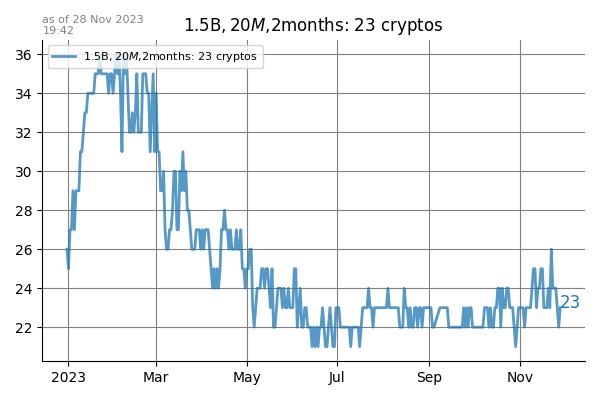 as of 28 Nov 2023
19:42
1.5B, 20M,2months: 23 cryptos
1.5B, 20M,2months: 23 cryptos
36
34
32
30
28
26
24
22
23
2023
Mar
May
Jul
Sep
Nov